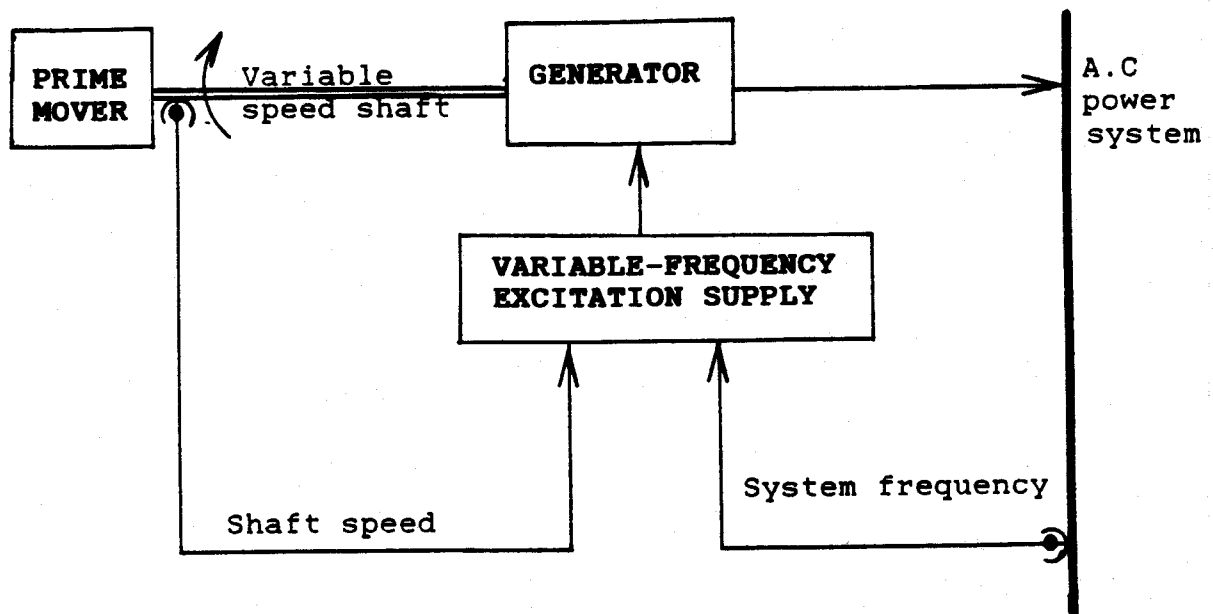 PRIME
MOVER
Variable
speed shaft
GENERATOR
A.C
power
system
VARIABLE-FREQUENCY
EXCITATION SUPPLY
System frequency
Shaft speed